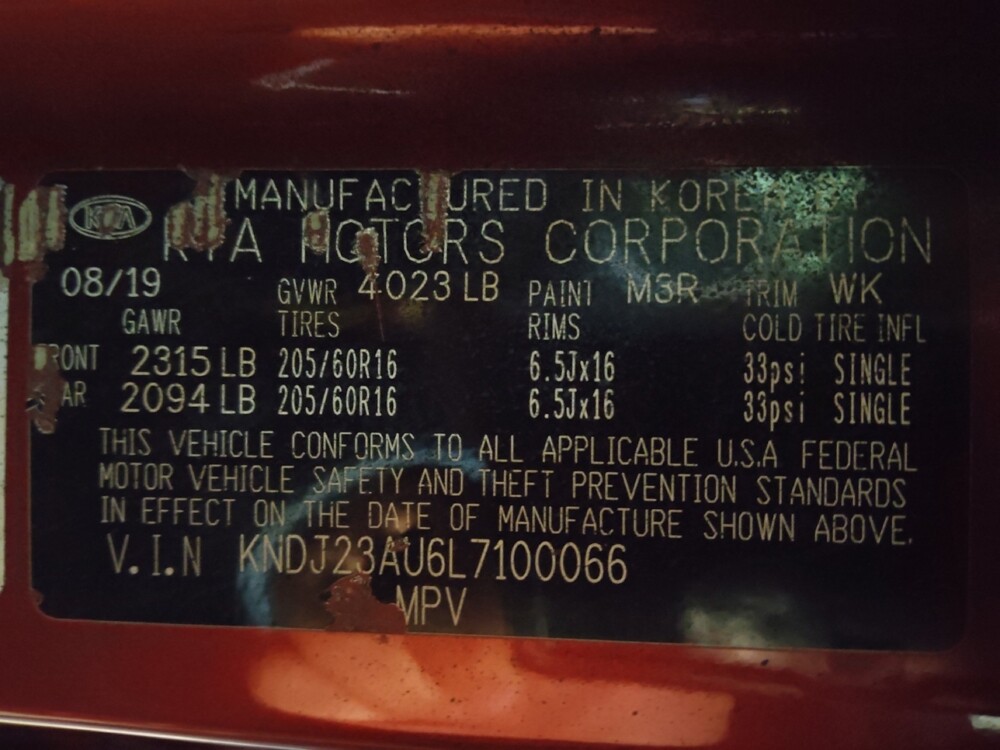 MANUFACTURED IN KOREA BY
KIA
KIA MOTORS CORPORATION
08/19 GVWR 4023 LB PAINT M3R TRIM WK
GAWR TIRES RIMS COLD TIRE INFL
FRONT 2315 LB 205/60R16 6.5Jx16 33psi SINGLE
REAR 2094 LB 205/60R16 6.5Jx16 33psi SINGLE
THIS VEHICLE CONFORMS TO ALL APPLICABLE U.S.A FEDERAL
MOTOR VEHICLE SAFETY AND THEFT PREVENTION STANDARDS
IN EFFECT ON THE DATE OF MANUFACTURE SHOWN ABOVE.
V.I.N KNDJ23AU6L7100066
MPV